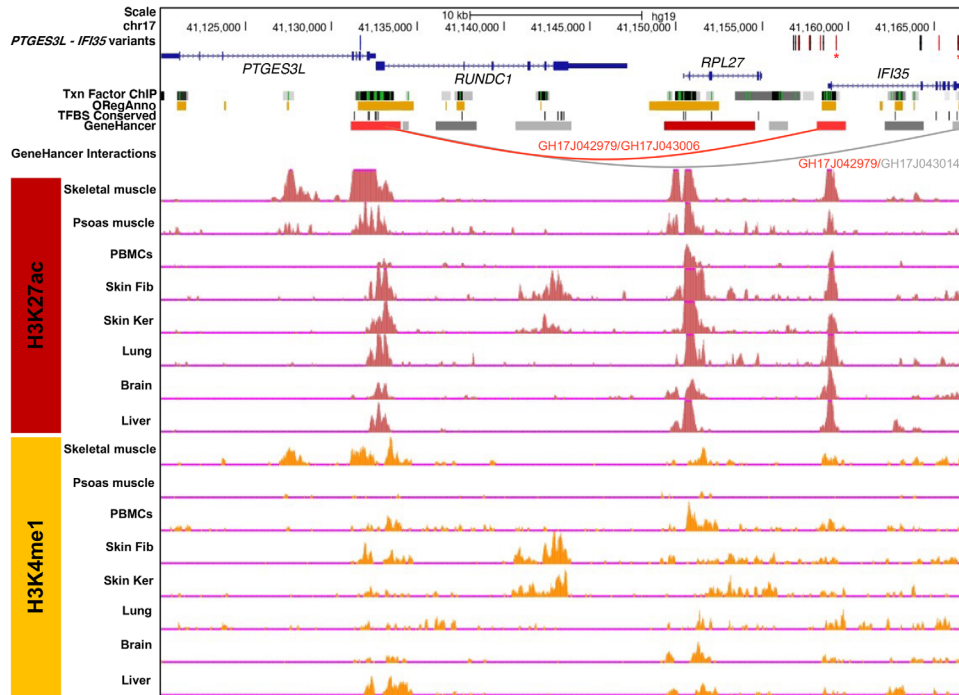 Scale
10 kb
hg19
chr17
41,125,000
41,130,000
41,135,000
41,140,000
41,145,000
41,150,000
41,155,000
41,160,000
41,165,000
PTGES3L - IFI35 variants
*
*
PTGES3L
RUNDC1
RPL27
IFI35
Txn Factor ChIP
ORegAnno
TFBS Conserved
GeneHancer
GeneHancer Interactions
GH17J042979/GH17J043006
GH17J042979/GH17J043014
H3K27ac
Skeletal muscle
Psoas muscle
PBMCs
Skin Fib
Skin Ker
Lung
Brain
Liver
H3K4me1
Skeletal muscle
Psoas muscle
PBMCs
Skin Fib
Skin Ker
Lung
Brain
Liver